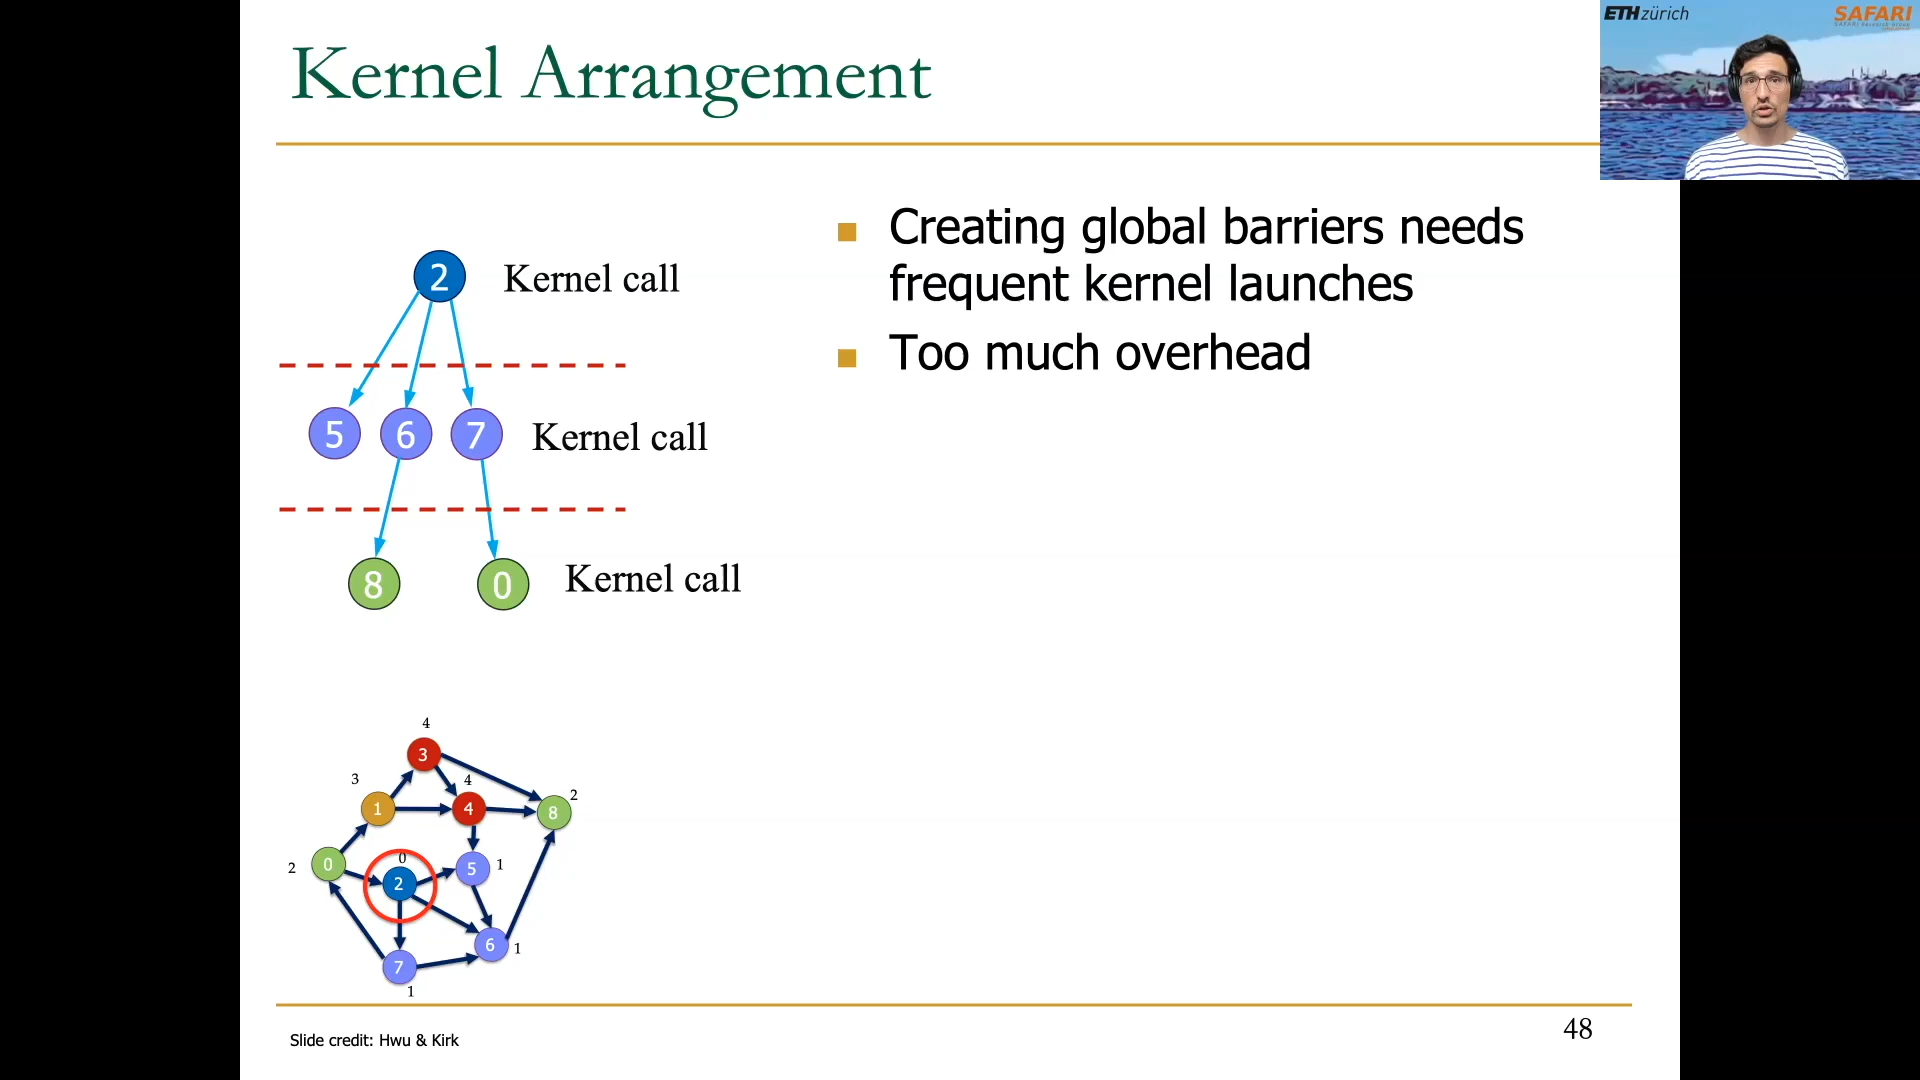 Kernel Arrangement
ETH zürich
SAFARI
Creating global barriers needs
frequent kernel launches
Too much overhead
2 Kernel call
5 6 7 Kernel call
8 0 Kernel call
4
3
3
4
2
1
4
8
0
2
0
2
5
1
6
1
7
1
Slide credit: Hwu & Kirk
48